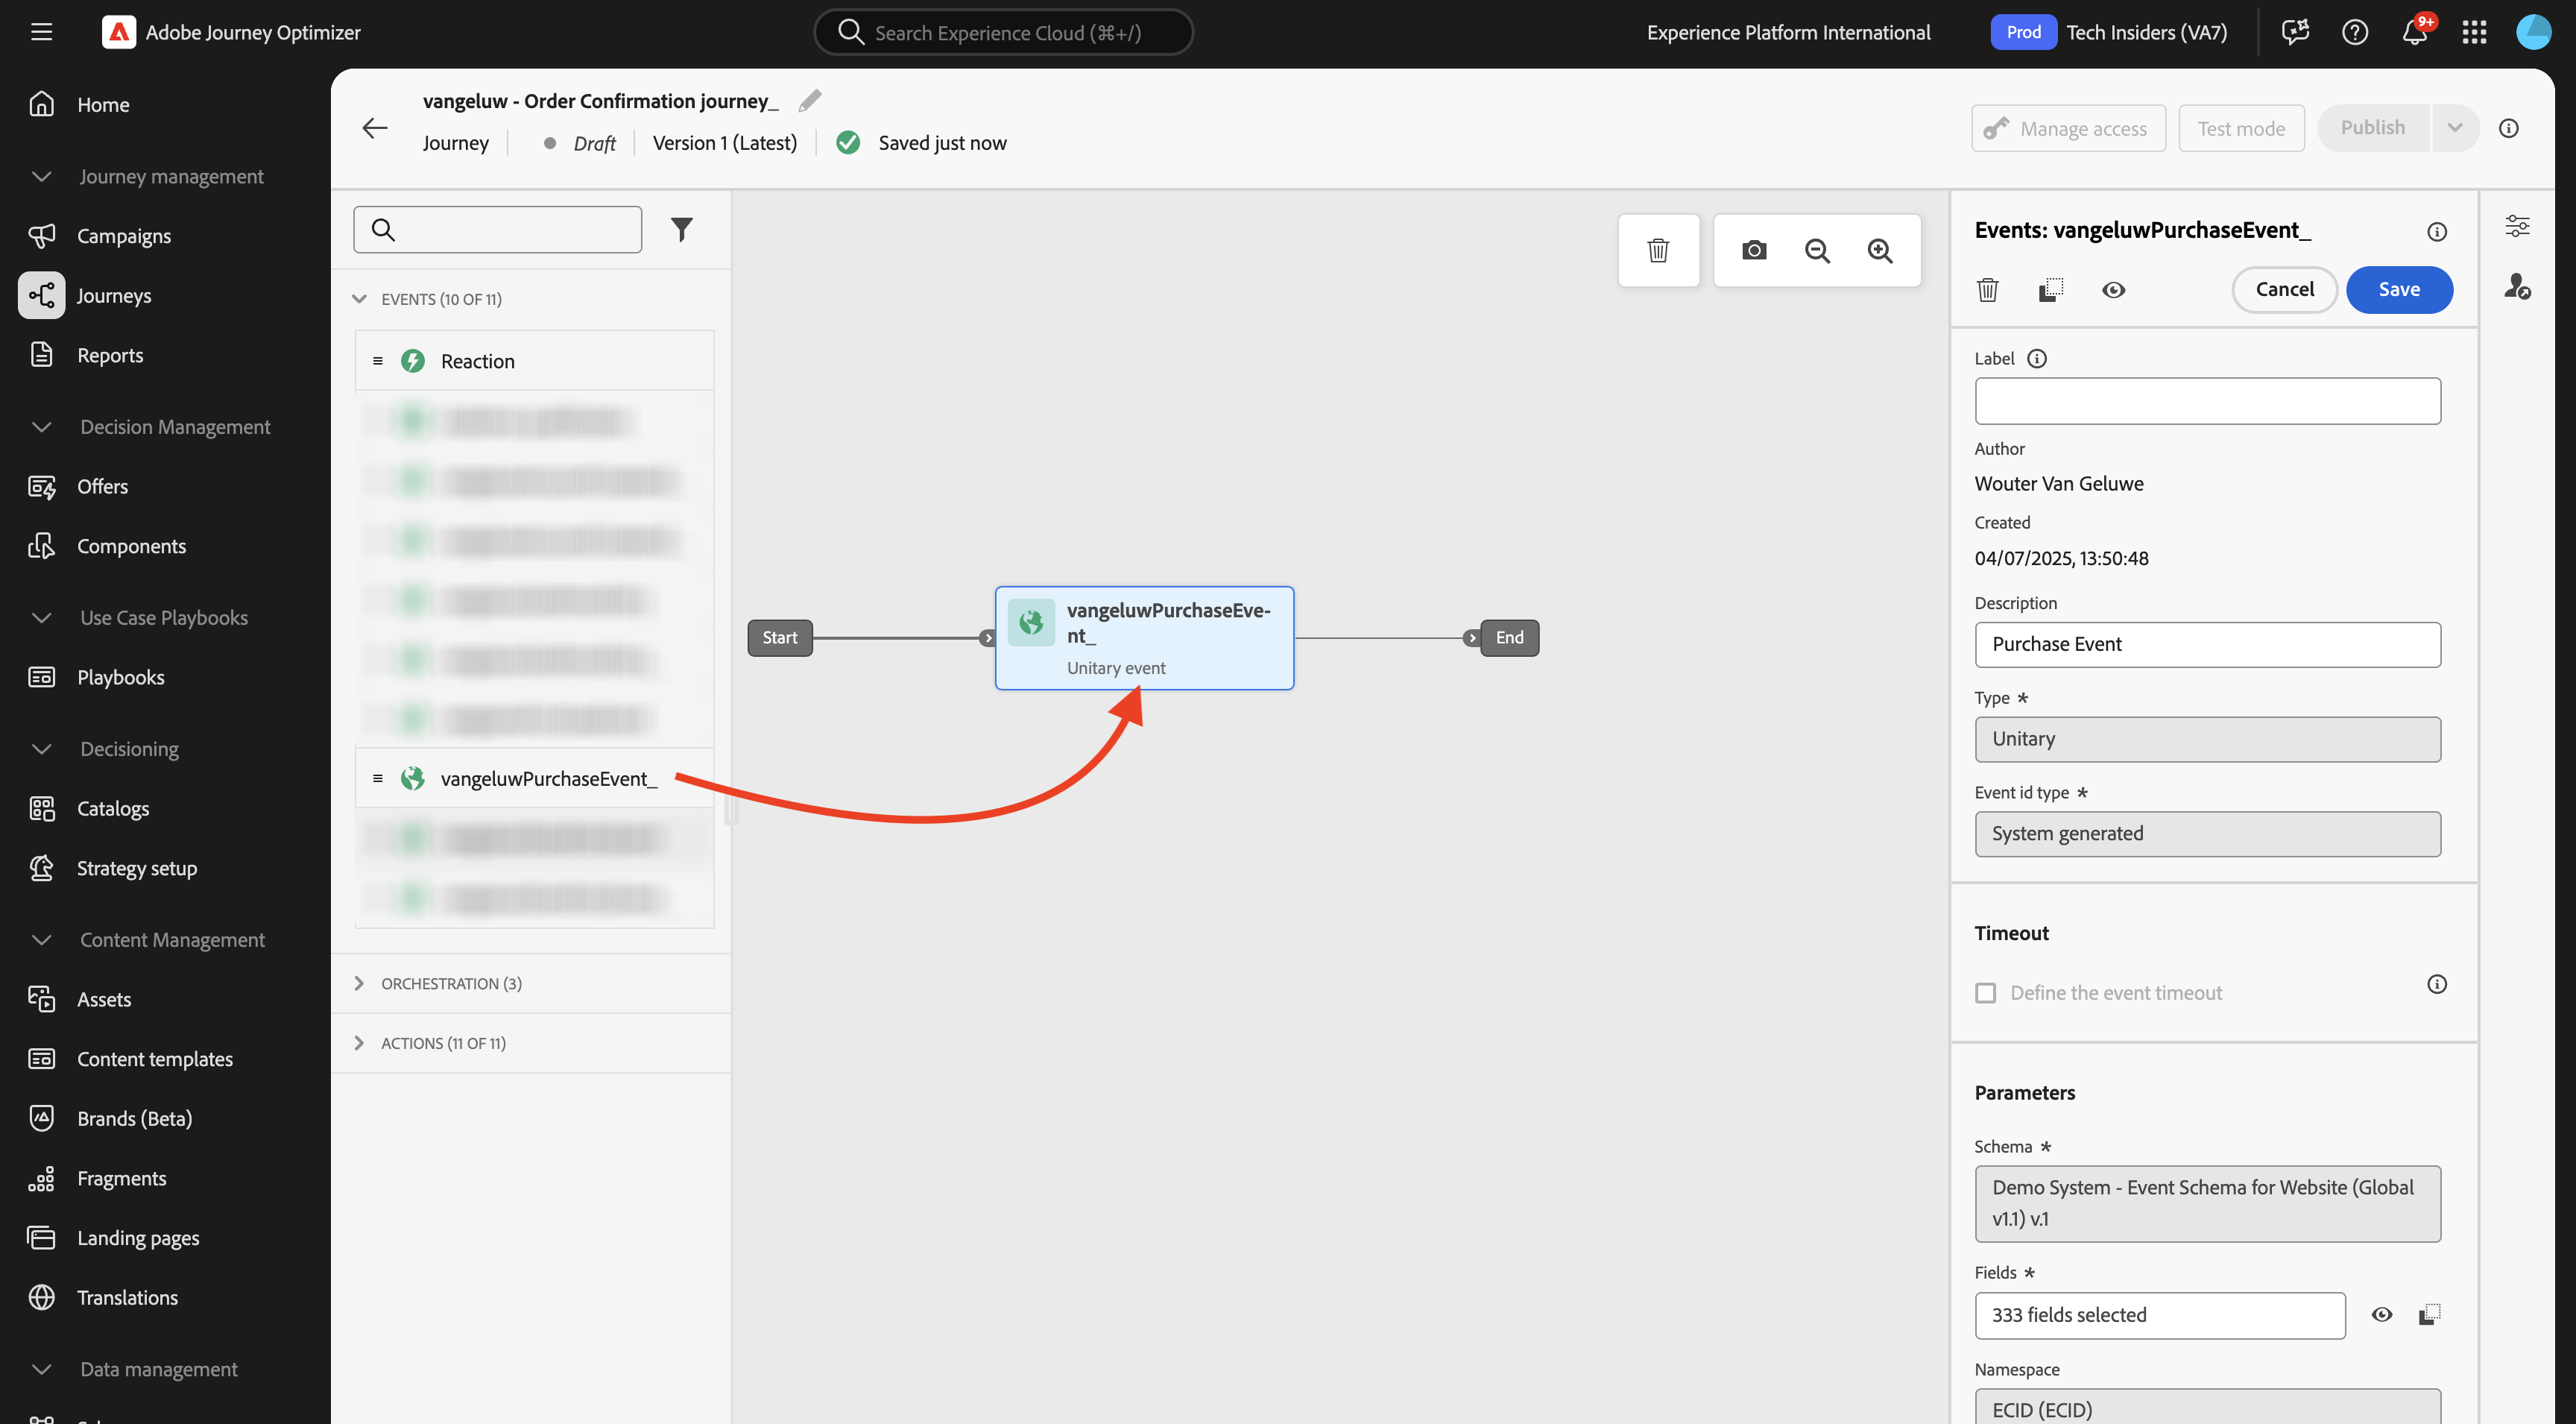 Adobe Journey Optimizer
Search Experience Cloud (⌘+/)
Experience Platform International
Prod
Tech Insiders (VA7)
9+
Home
Journey management
Campaigns
Journeys
Reports
Decision Management
Offers
Components
Use Case Playbooks
Playbooks
Decisioning
Catalogs
Strategy setup
Content Management
Assets
Content templates
Brands (Beta)
Fragments
Landing pages
Translations
Data management
vangeluw - Order Confirmation journey_
Journey
Draft
Version 1 (Latest)
Saved just now
Manage access
Test mode
Publish
EVENTS (10 OF 11)
Reaction
vangeluwPurchaseEvent_
ORCHESTRATION (3)
ACTIONS (11 OF 11)
Start
vangeluwPurchaseEve-
nt_
Unitary event
End
Events: vangeluwPurchaseEvent_
Cancel
Save
Label
Author
Wouter Van Geluwe
Created
04/07/2025, 13:50:48
Description
Purchase Event
Type *
Unitary
Event id type *
System generated
Timeout
Define the event timeout
Parameters
Schema *
Demo System - Event Schema for Website (Global
v1.1) v.1
Fields *
333 fields selected
Namespace
ECID (ECID)